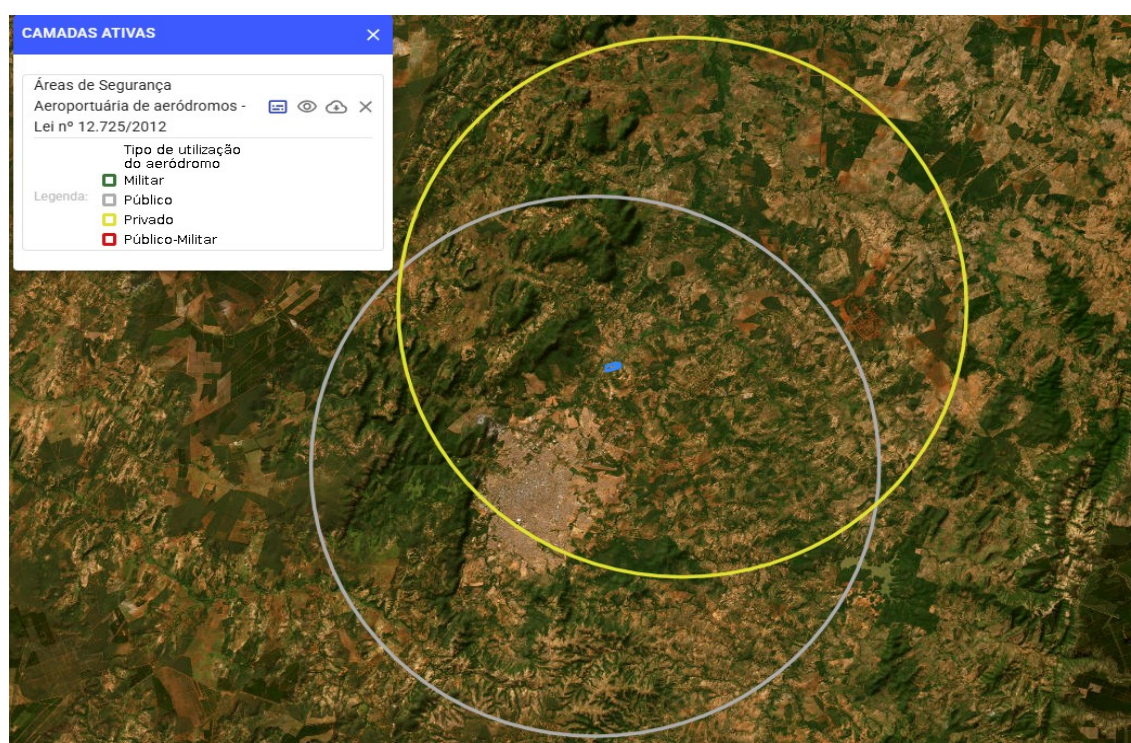 CAMADAS ATIVAS
Áreas de Segurança
Aeroportuária de aeródromos -
Lei nº 12.725/2012
Tipo de utilização
do aeródromo
Legenda:
Militar
Público
Privado
Público-Militar